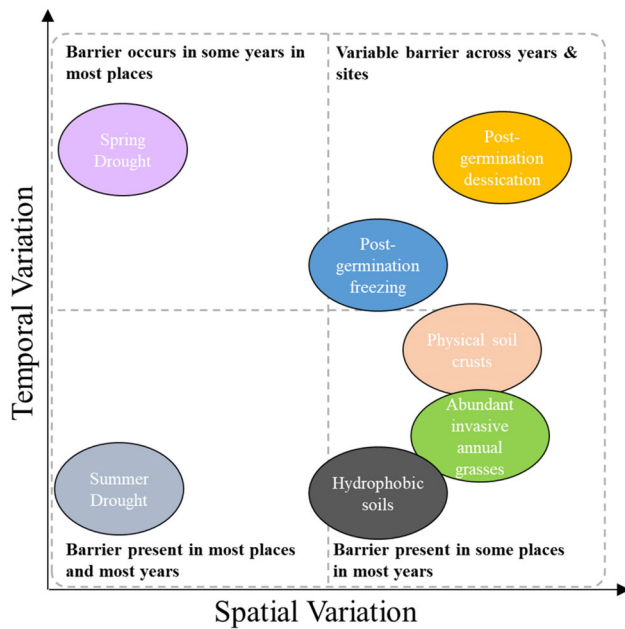 Barrier occurs in some years in
most places
Variable barrier across years &
sites
Spring
Drought
Post-
germination
dessication
Post-
germination
freezing
Physical soil
crusts
Abundant
invasive
annual
grasses
Summer
Drought
Hydrophobic
soils
Barrier present in most places
and most years
Barrier present in some places
in most years
Temporal Variation
Spatial Variation